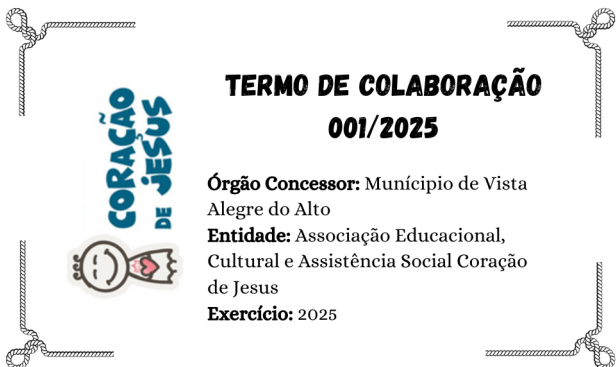 CORAÇÃO
DE JESUS
TERMO DE COLABORAÇÃO
001/2025
Órgão Concessor: Munícipio de Vista
Alegre do Alto
Entidade: Associação Educacional,
Cultural e Assistência Social Coração
de Jesus
Exercício: 2025